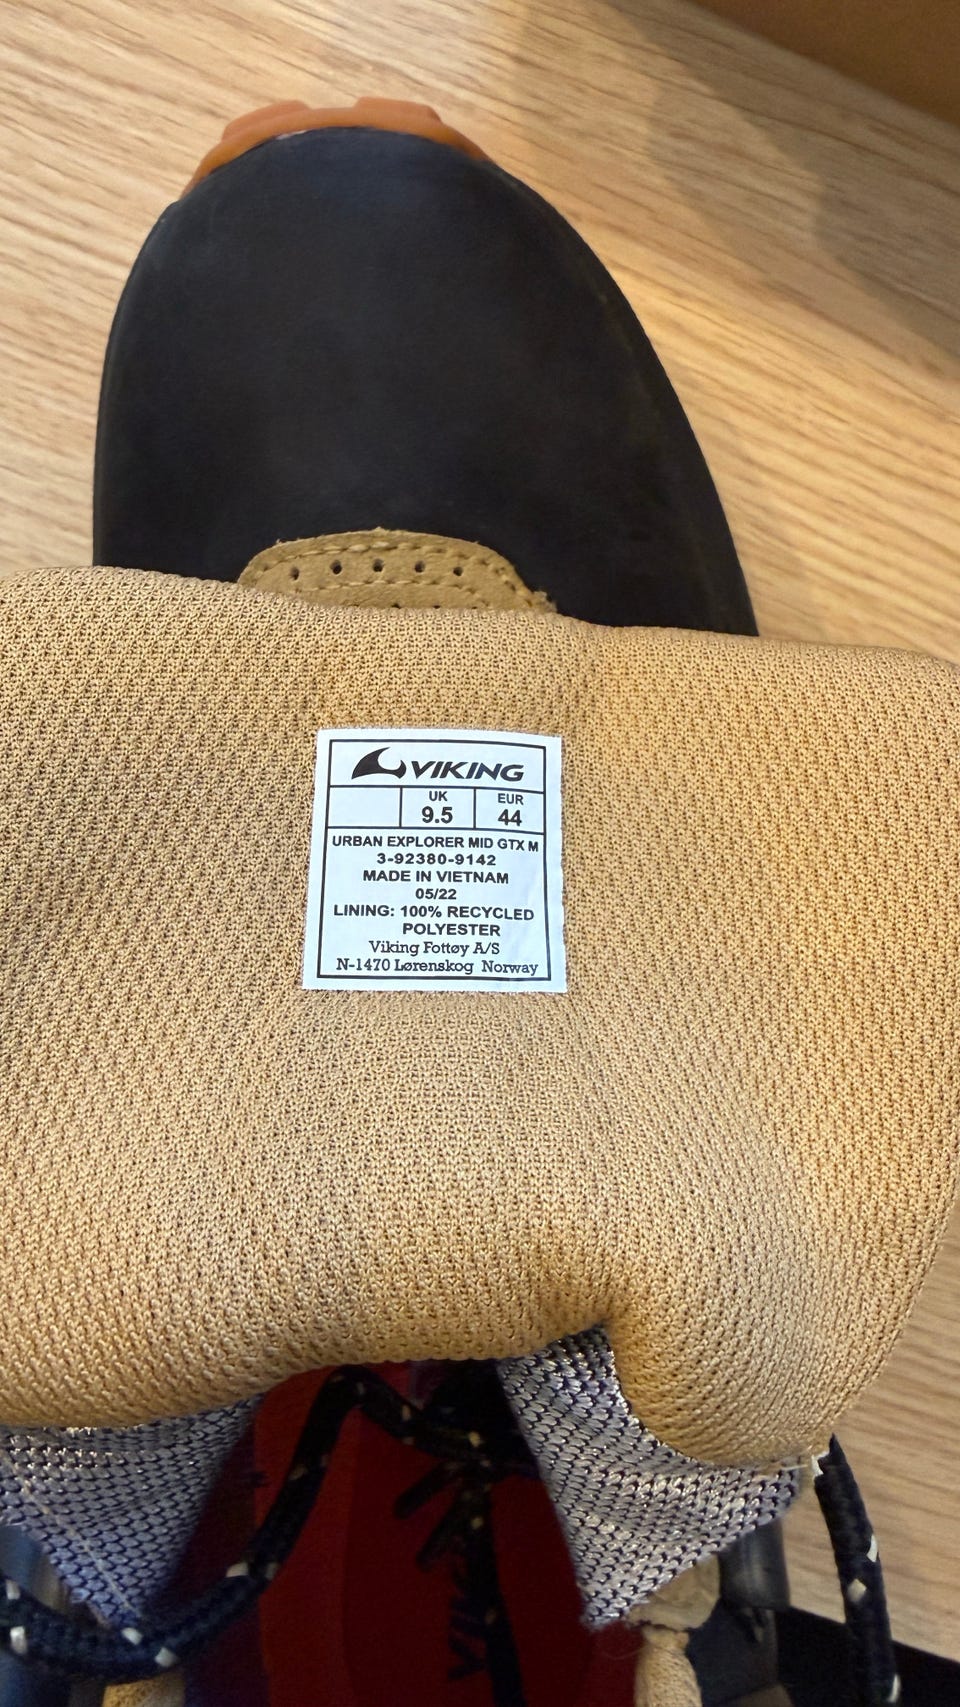 VIKING
UK EUR
9.5 44
URBAN EXPLORER MID GTX M
3-92380-9142
MADE IN VIETNAM
05/22
LINING: 100% RECYCLED
POLYESTER
Viking Fottøy A/S
N-1470 Lørenskog Norway
VIKING